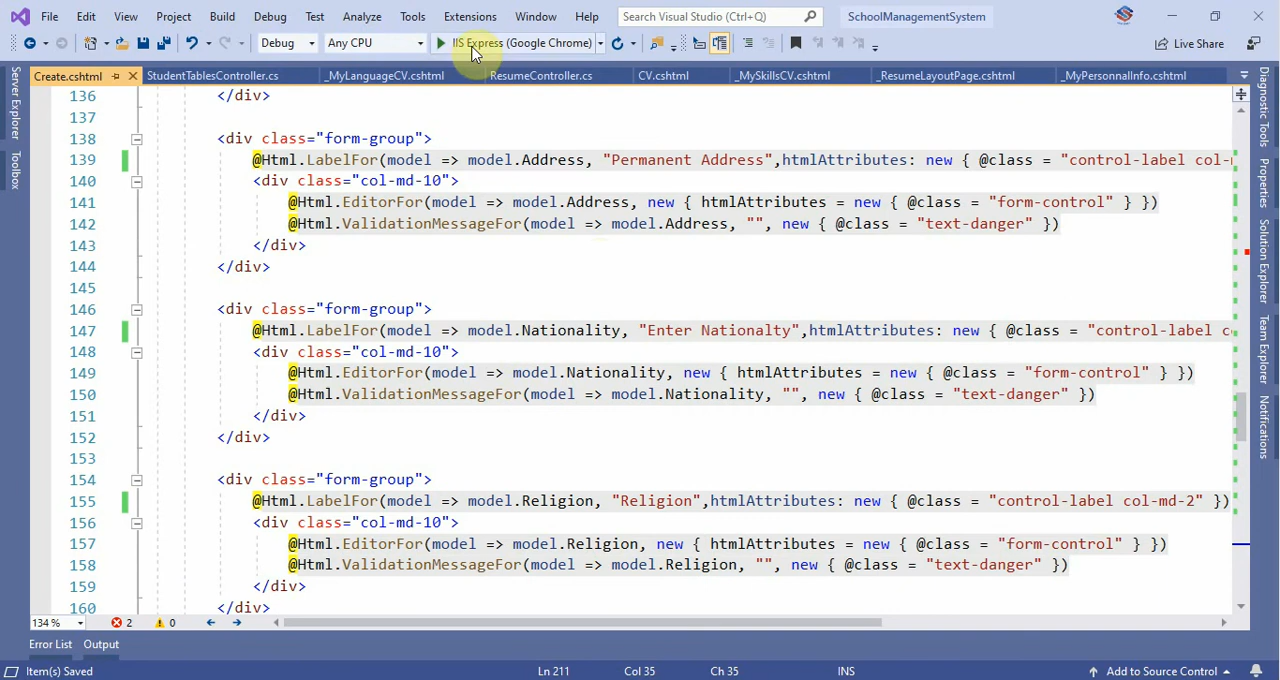 File Edit View Project Build Debug Test Analyze Tools Extensions Window Help Search Visual Studio (Ctrl+Q) SchoolManagementSystem
Debug Any CPU IIS Express (Google Chrome) Live Share
Create.cshtml StudentTablesController.cs _MyLanguageCV.cshtml ResumeController.cs CV.cshtml _MySkillsCV.cshtml _ResumeLayoutPage.cshtml _MyPersonnalInfo.cshtml
Server Explorer
Toolbox
136 </div>
137
138 <div class="form-group">
139 @Html.LabelFor(model => model.Address, "Permanent Address",htmlAttributes: new { @class = "control-label col-m
140 <div class="col-md-10">
141 @Html.EditorFor(model => model.Address, new { htmlAttributes = new { @class = "form-control" } })
142 @Html.ValidationMessageFor(model => model.Address, "", new { @class = "text-danger" })
143 </div>
144 </div>
145
146 <div class="form-group">
147 @Html.LabelFor(model => model.Nationality, "Enter Nationalty",htmlAttributes: new { @class = "control-label c
148 <div class="col-md-10">
149 @Html.EditorFor(model => model.Nationality, new { htmlAttributes = new { @class = "form-control" } })
150 @Html.ValidationMessageFor(model => model.Nationality, "", new { @class = "text-danger" })
151 </div>
152 </div>
153
154 <div class="form-group">
155 @Html.LabelFor(model => model.Religion, "Religion",htmlAttributes: new { @class = "control-label col-md-2" })
156 <div class="col-md-10">
157 @Html.EditorFor(model => model.Religion, new { htmlAttributes = new { @class = "form-control" } })
158 @Html.ValidationMessageFor(model => model.Religion, "", new { @class = "text-danger" })
159 </div>
160 </div>
Diagnostic Tools
Properties
Solution Explorer
Team Explorer
Notifications
134 % 2 0
Error List Output
Item(s) Saved Ln 211 Col 35 Ch 35 INS Add to Source Control